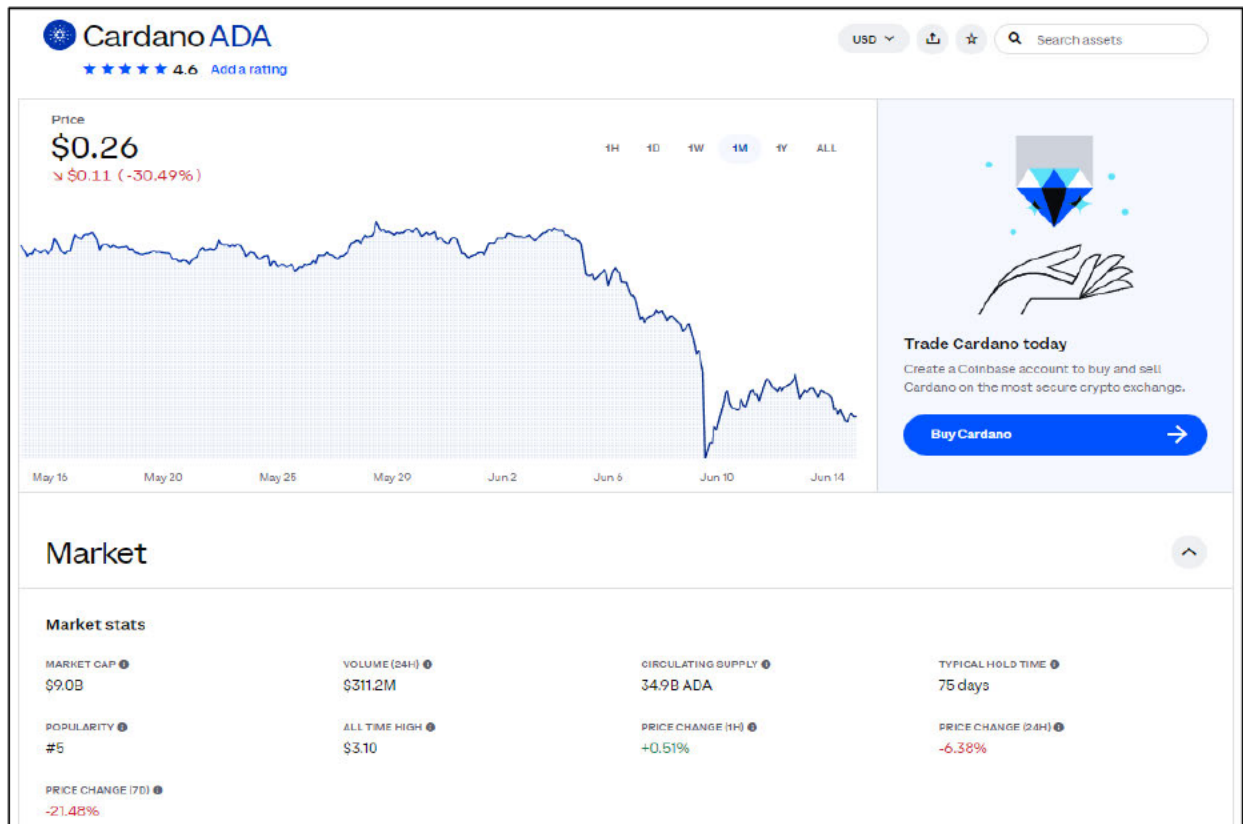 Cardano ADA
USD
Search assets
4.6 Add a rating
Price
$0.26
↘ $0.11 (-30.49%)
1H 1D 1W 1M 1Y ALL
May 16 May 20 May 25 May 29 Jun 2 Jun 6 Jun 10 Jun 14
Trade Cardano today
Create a Coinbase account to buy and sell
Cardano on the most secure crypto exchange.
Buy Cardano
Market
Market stats
MARKET CAP VOLUME (24H) CIRCULATING SUPPLY TYPICAL HOLD TIME
$9.0B $311.2M 34.9B ADA 75 days
POPULARITY ALL TIME HIGH PRICE CHANGE (1H) PRICE CHANGE (24H)
#5 $3.10 +0.51% -6.38%
PRICE CHANGE (7D)
-21.48%